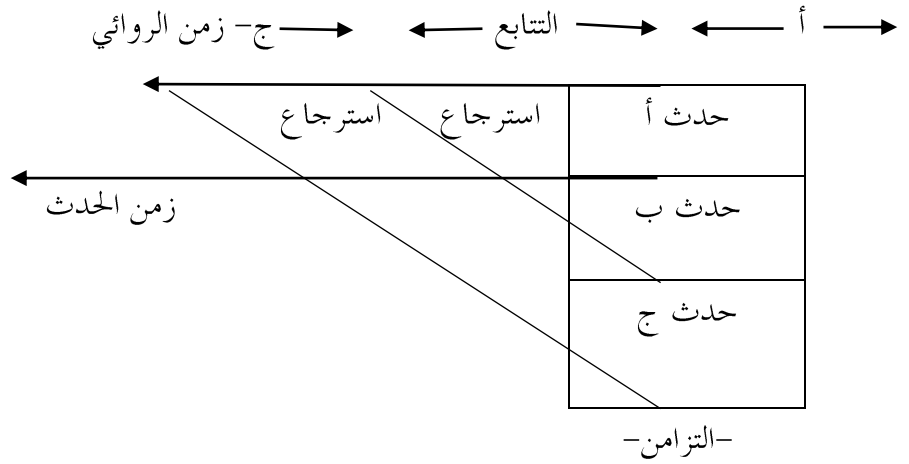 أ التتابع ج– زمن الروائي
حدث أ استرجاع استرجاع
حدث ب زمن الحدث
حدث ج
–التزامن–